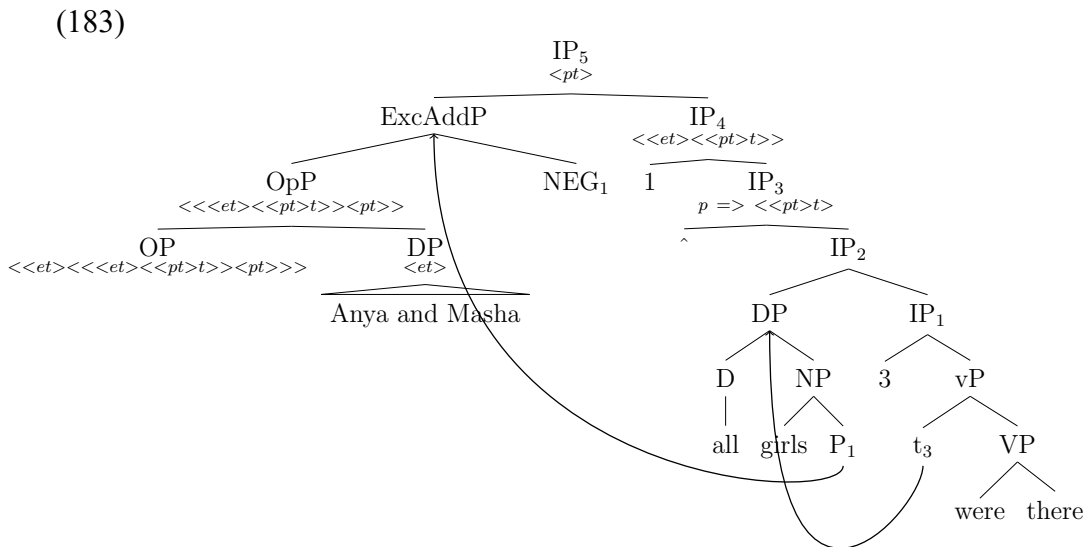 (183)
IP₅
<pt>
ExcAddP IP₄
<<et><<pt>t>>
OpP NEG₁ 1 IP₃
<<<et><<pt>t>><pt>> p => <<pt>t>
OP DP ^ IP₂
<<et><<<et><<pt>t>><pt>>> <et>
Anya and Masha DP IP₁
D NP 3 vP
all girls P₁ t₃ VP
were there